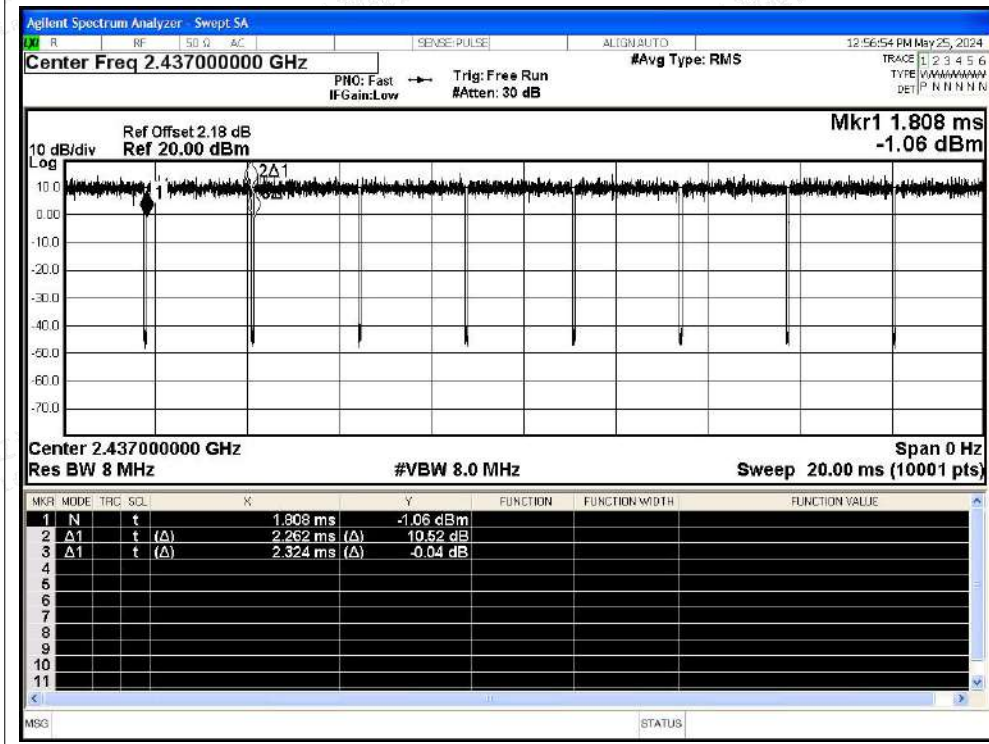 Agilent Spectrum Analyzer - Swept SA
LXI R RF 50 Ω AC SENSE:PULSE ALIGN AUTO 12:56:54 PM May 25, 2024
Center Freq 2.437000000 GHz #Avg Type: RMS TRACE 1 2 3 4 5 6
PNO: Fast Trig: Free Run TYPE
IFGain:Low #Atten: 30 dB DET P N N N N N
Mkr1 1.808 ms
Ref Offset 2.18 dB
10 dB/div Ref 20.00 dBm -1.06 dBm
Log
2Δ1
10.0
1
0.00
-10.0
-20.0
-30.0
-40.0
-50.0
-60.0
-70.0
Center 2.437000000 GHz Span 0 Hz
Res BW 8 MHz #VBW 8.0 MHz Sweep 20.00 ms (10001 pts)
MKR MODE TRC SCL X Y FUNCTION FUNCTION WIDTH FUNCTION VALUE
1 N t 1.808 ms -1.06 dBm
2 Δ1 t (Δ) 2.262 ms (Δ) 10.52 dB
3 Δ1 t (Δ) 2.324 ms (Δ) -0.04 dB
4
5
6
7
8
9
10
11
MSG STATUS